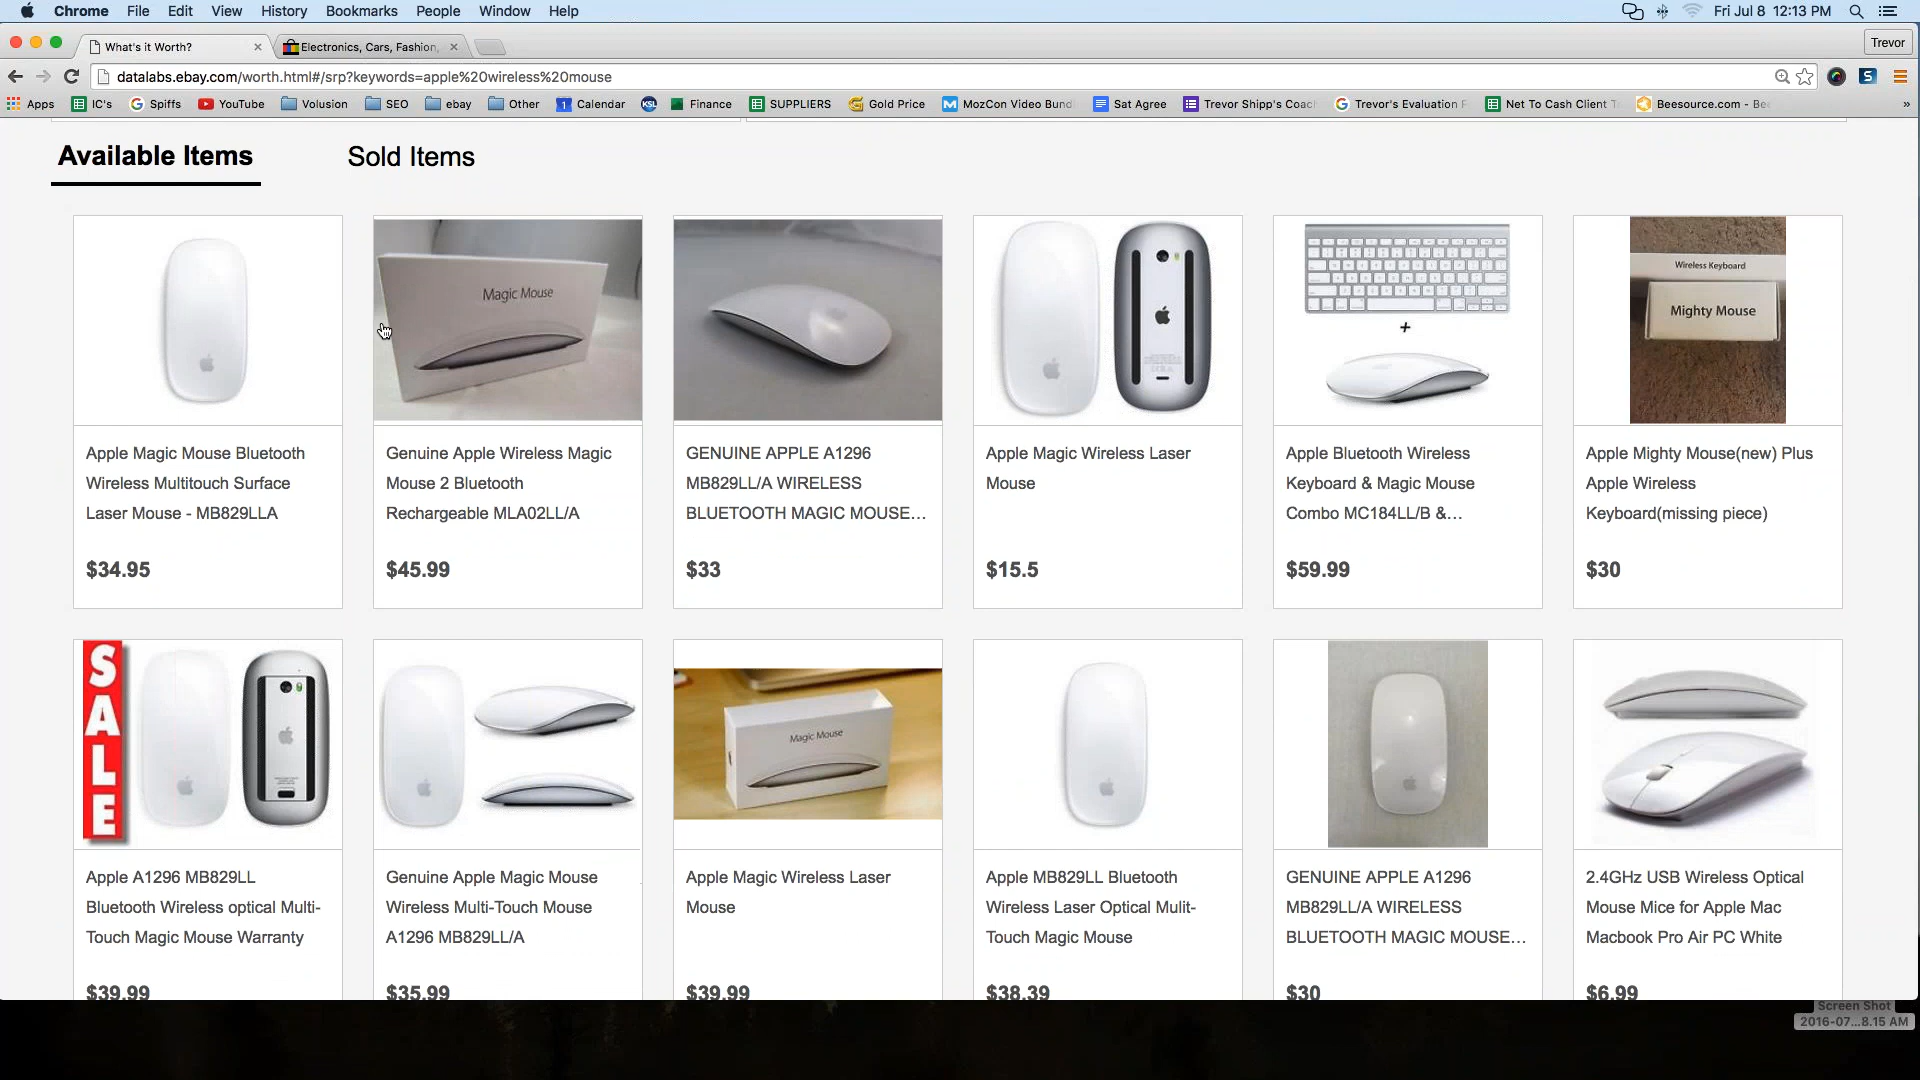 Chrome File Edit View History Bookmarks People Window Help Fri Jul 8 12:13 PM
What's it Worth? Electronics, Cars, Fashion, Trevor
datalabs.ebay.com/worth.html#/srp?keywords=apple%20wireless%20mouse
Apps IC's Spiffs YouTube Volusion SEO ebay Other 1 Calendar KSL Finance SUPPLIERS Gold Price MozCon Video Bund Sat Agree Trevor Shipp's Coac Trevor's Evaluation F Net To Cash Client T Beesource.com - Bee »
Available Items Sold Items
Magic Mouse
+
Wireless Keyboard
Mighty Mouse
Apple Magic Mouse Bluetooth
Wireless Multitouch Surface
Laser Mouse - MB829LLA
$34.95
Genuine Apple Wireless Magic
Mouse 2 Bluetooth
Rechargeable MLA02LL/A
$45.99
GENUINE APPLE A1296
MB829LL/A WIRELESS
BLUETOOTH MAGIC MOUSE...
$33
Apple Magic Wireless Laser
Mouse
$15.5
Apple Bluetooth Wireless
Keyboard & Magic Mouse
Combo MC184LL/B &...
$59.99
Apple Mighty Mouse(new) Plus
Apple Wireless
Keyboard(missing piece)
$30
SALE
Magic Mouse
Apple A1296 MB829LL
Bluetooth Wireless optical Multi-
Touch Magic Mouse Warranty
$39.99
Genuine Apple Magic Mouse
Wireless Multi-Touch Mouse
A1296 MB829LL/A
$35.99
Apple Magic Wireless Laser
Mouse
$39.99
Apple MB829LL Bluetooth
Wireless Laser Optical Mulit-
Touch Magic Mouse
$38.39
GENUINE APPLE A1296
MB829LL/A WIRELESS
BLUETOOTH MAGIC MOUSE...
$30
2.4GHz USB Wireless Optical
Mouse Mice for Apple Mac
Macbook Pro Air PC White
$6.99
Screen Shot
2016-07...8.15 AM